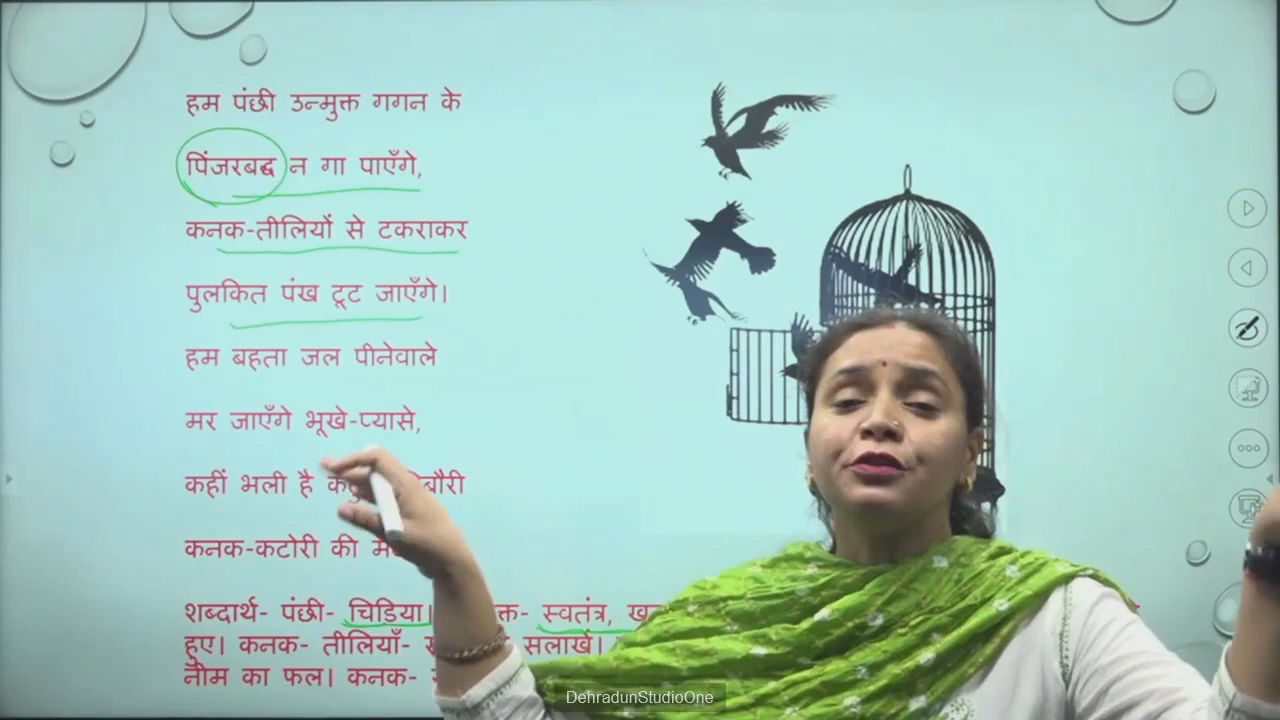 हम पंछी उन्मुक्त गगन के
पिंजरबद्ध न गा पाएँगे,
कनक-तीलियों से टकराकर
पुलकित पंख टूट जाएँगे।
हम बहता जल पीनेवाले
मर जाएँगे भूखे-प्यासे,
कहीं भली है
कनक-कटोरी की
शब्दार्थ- पंछी- चिड़िया। स्वतंत्र,
हुए। कनक- तीलियाँ- सलाखें।
नीम का फल। कनक-
DehradunStudioOne